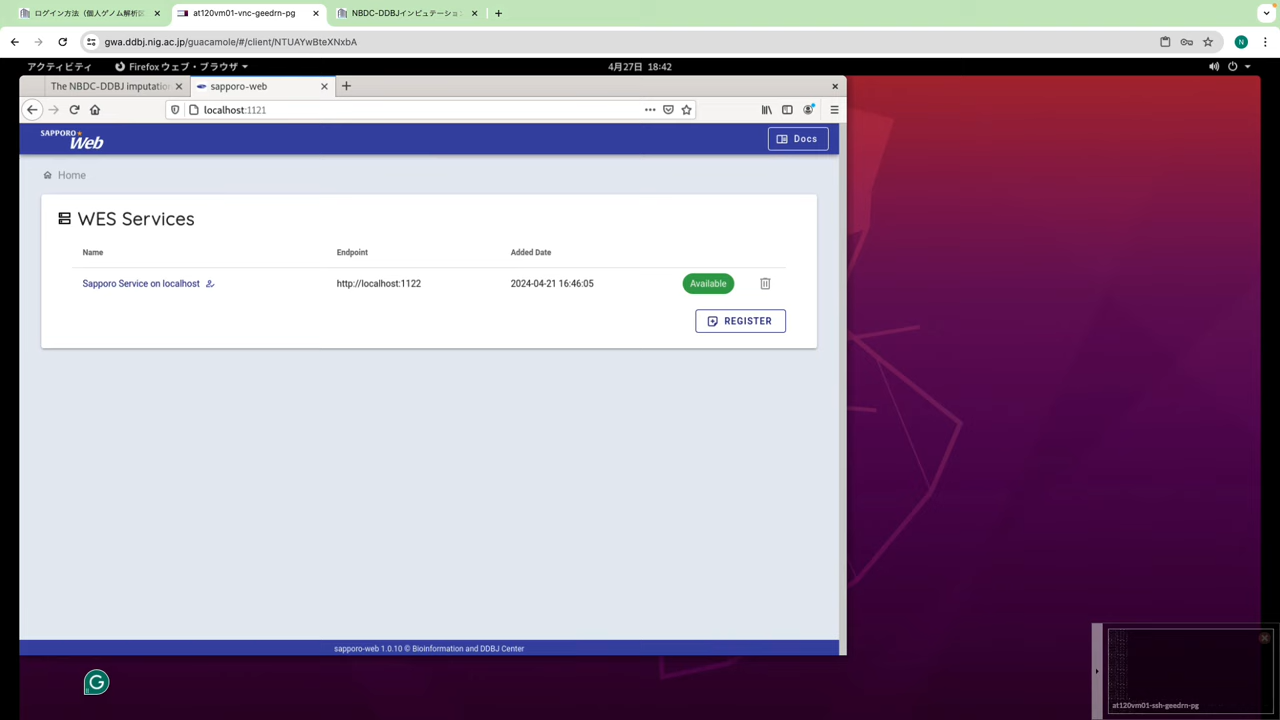 ログイン方法（個人ゲノム解析区
at120vm01-vnc-geedrn-pg
NBDC-DDBJインピュテーショ
gwa.ddbj.nig.ac.jp/guacamole/#/client/NTUAYwBteXNxbA
N
アクティビティ
Firefox ウェブ・ブラウザ
4月27日 18:42
The NBDC-DDBJ imputation
sapporo-web
localhost:1121
SAPPORO
Web
Docs
Home
WES Services
Name
Endpoint
Added Date
Sapporo Service on localhost
http://localhost:1122
2024-04-21 16:46:05
Available
REGISTER
sapporo-web 1.0.10 © Bioinformation and DDBJ Center
G
at120vm01-ssh-geedrn-pg